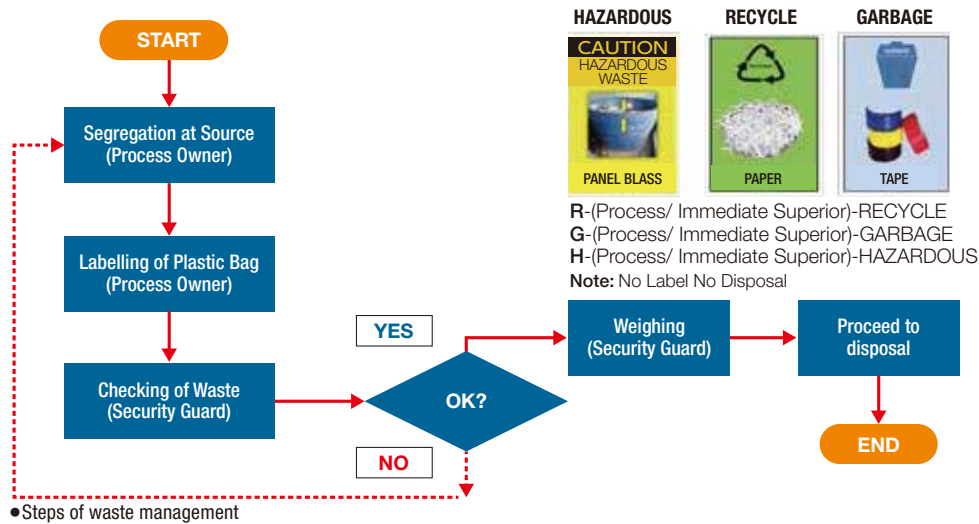 START
Segregation at Source
(Process Owner)
Labelling of Plastic Bag
(Process Owner)
Checking of Waste
(Security Guard)
YES
OK?
NO
HAZARDOUS
CAUTION
HAZARDOUS
WASTE
PANEL BLASS
RECYCLE
PAPER
GARBAGE
TAPE
R-(Process/ Immediate Superior)-RECYCLE
G-(Process/ Immediate Superior)-GARBAGE
H-(Process/ Immediate Superior)-HAZARDOUS
Note: No Label No Disposal
Weighing
(Security Guard)
Proceed to
disposal
END
●Steps of waste management